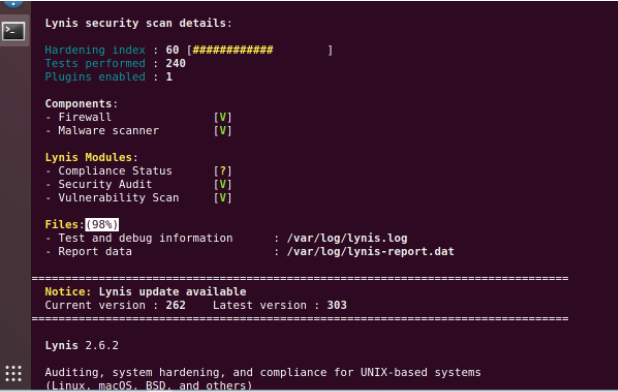 Lynis security scan details:
Hardening index : 60 [############ ]
Tests performed : 240
Plugins enabled : 1
Components:
- Firewall [V]
- Malware scanner [V]
Lynis Modules:
- Compliance Status [?]
- Security Audit [V]
- Vulnerability Scan [V]
Files:(98%)
- Test and debug information : /var/log/lynis.log
- Report data : /var/log/lynis-report.dat
================================================================================
Notice: Lynis update available
Current version : 262 Latest version : 303
================================================================================
Lynis 2.6.2
Auditing, system hardening, and compliance for UNIX-based systems
(Linux, macOS, BSD, and others)